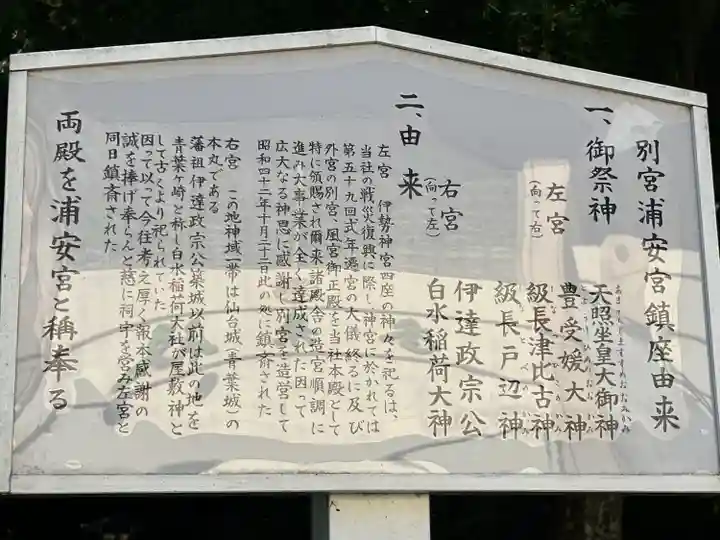 別宮浦安宮鎮座由来
一、御祭神
左宮
(向って右)
天照坐皇大御神
豊受媛大神
級長津比古神
級長戸辺神
右宮
(向って左)
伊達政宗公
白水稲荷大神
二、由来
左宮 伊勢神宮四座の神々を祀るは、
当社の戦災復興に際し、神宮に於かれては
第五十九回式年遷宮の大儀終るに及び
外宮の別宮、風宮御正殿を当社本殿として
特に領賜され爾来諸殿舎の造宮順調に
進み大事業が全く達成された因って
広大なる神恩に感謝し別宮を造営して
昭和四十二年十月二十二日此の処に鎮斎された
右宮 この地神域一帯は仙台城(青葉城)の
本丸である
藩祖伊達政宗公築城以前は此の地を
青葉ヶ崎と称し白水稲荷大社が屋敷神と
して古くより祀られていた
因って以って今往考え厚く報本感謝の
誠を捧げ奉らんと慈に祠宇を営み左宮と
同日鎮斎された
両殿を浦安宮と稱奉る